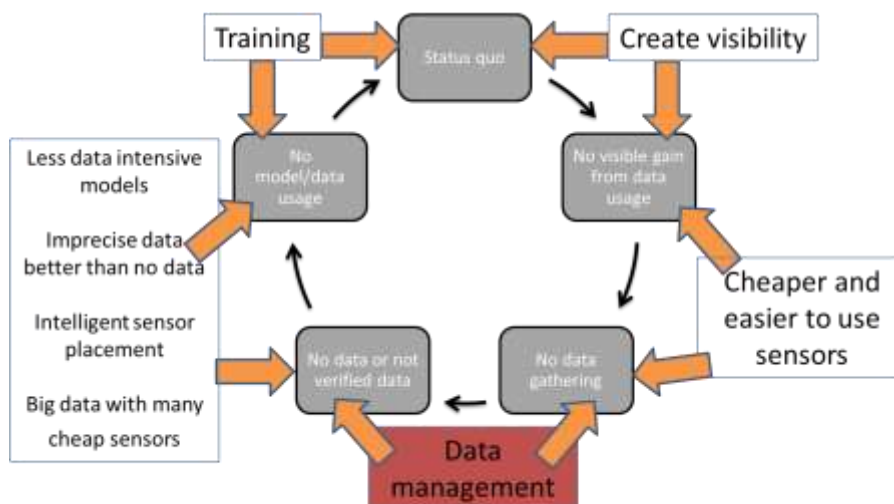 Training
Status quo
Create visibility
No
model/data
usage
No visible gain
from data
usage
Less data intensive
models
Imprecise data
better than no data
Intelligent sensor
placement
Big data with many
cheap sensors
Cheaper and
easier to use
sensors
No data or not
verified data
No data
gathering
Data
management